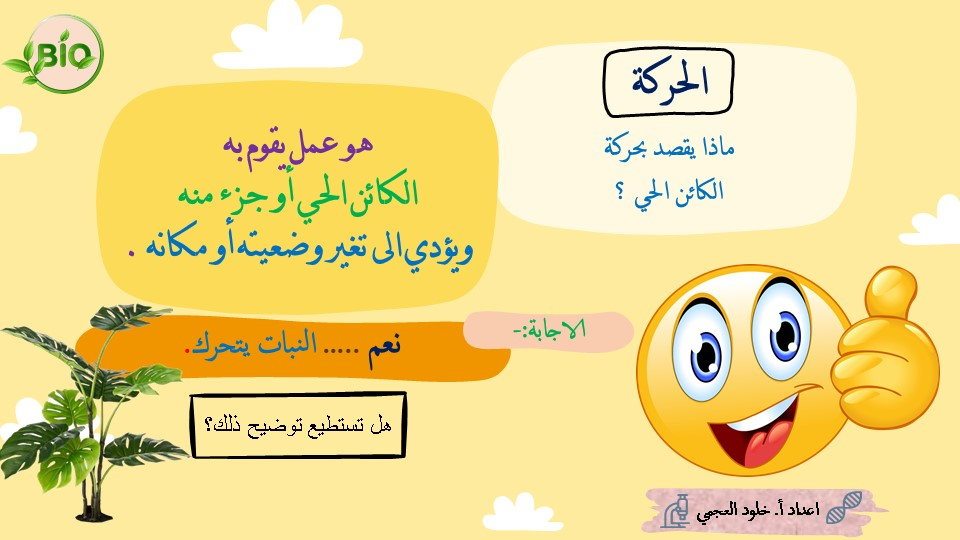 BIO
الحركة
ماذا يقصد بحركة
الكائن الحي ؟
هو عمل يقوم به
الكائن الحي أو جزء منه
ويؤدي الى تغير وضعيته أو مكانه .
الاجابة:-
نعم ..... النبات يتحرك.
هل تستطيع توضيح ذلك؟
اعداد أ. خلود العجمي